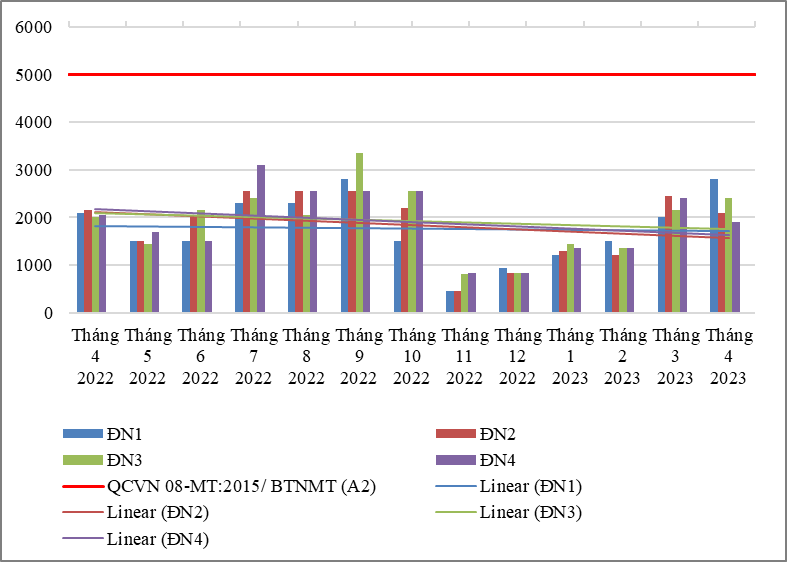 6000
5000
4000
3000
2000
1000
0
Tháng Tháng Tháng Tháng Tháng Tháng Tháng Tháng Tháng Tháng Tháng Tháng Tháng
4 5 6 7 8 9 10 11 12 1 2 3 4
2022 2022 2022 2022 2022 2022 2022 2022 2022 2023 2023 2023 2023
ĐN1 ĐN2
ĐN3 ĐN4
QCVN 08-MT:2015/ BTNMT (A2) Linear (ĐN1)
Linear (ĐN2) Linear (ĐN3)
Linear (ĐN4)